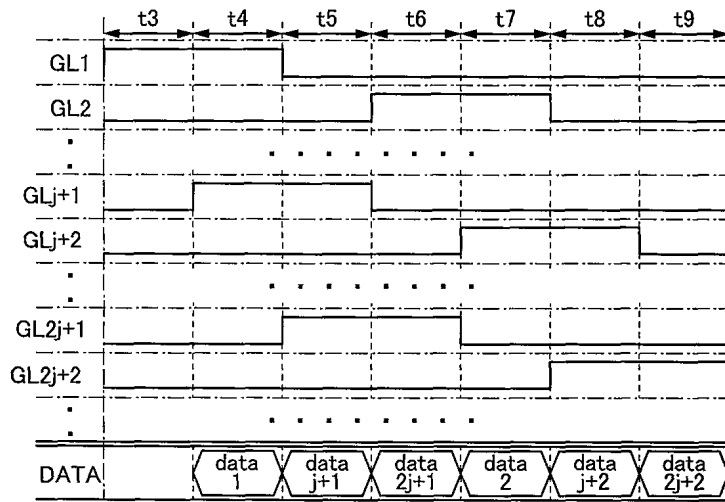 t3 t4 t5 t6 t7 t8 t9
GL1
GL2
GLj+1
GLj+2
GL2j+1
GL2j+2
DATA
data 1
data j+1
data 2j+1
data 2
data j+2
data 2j+2